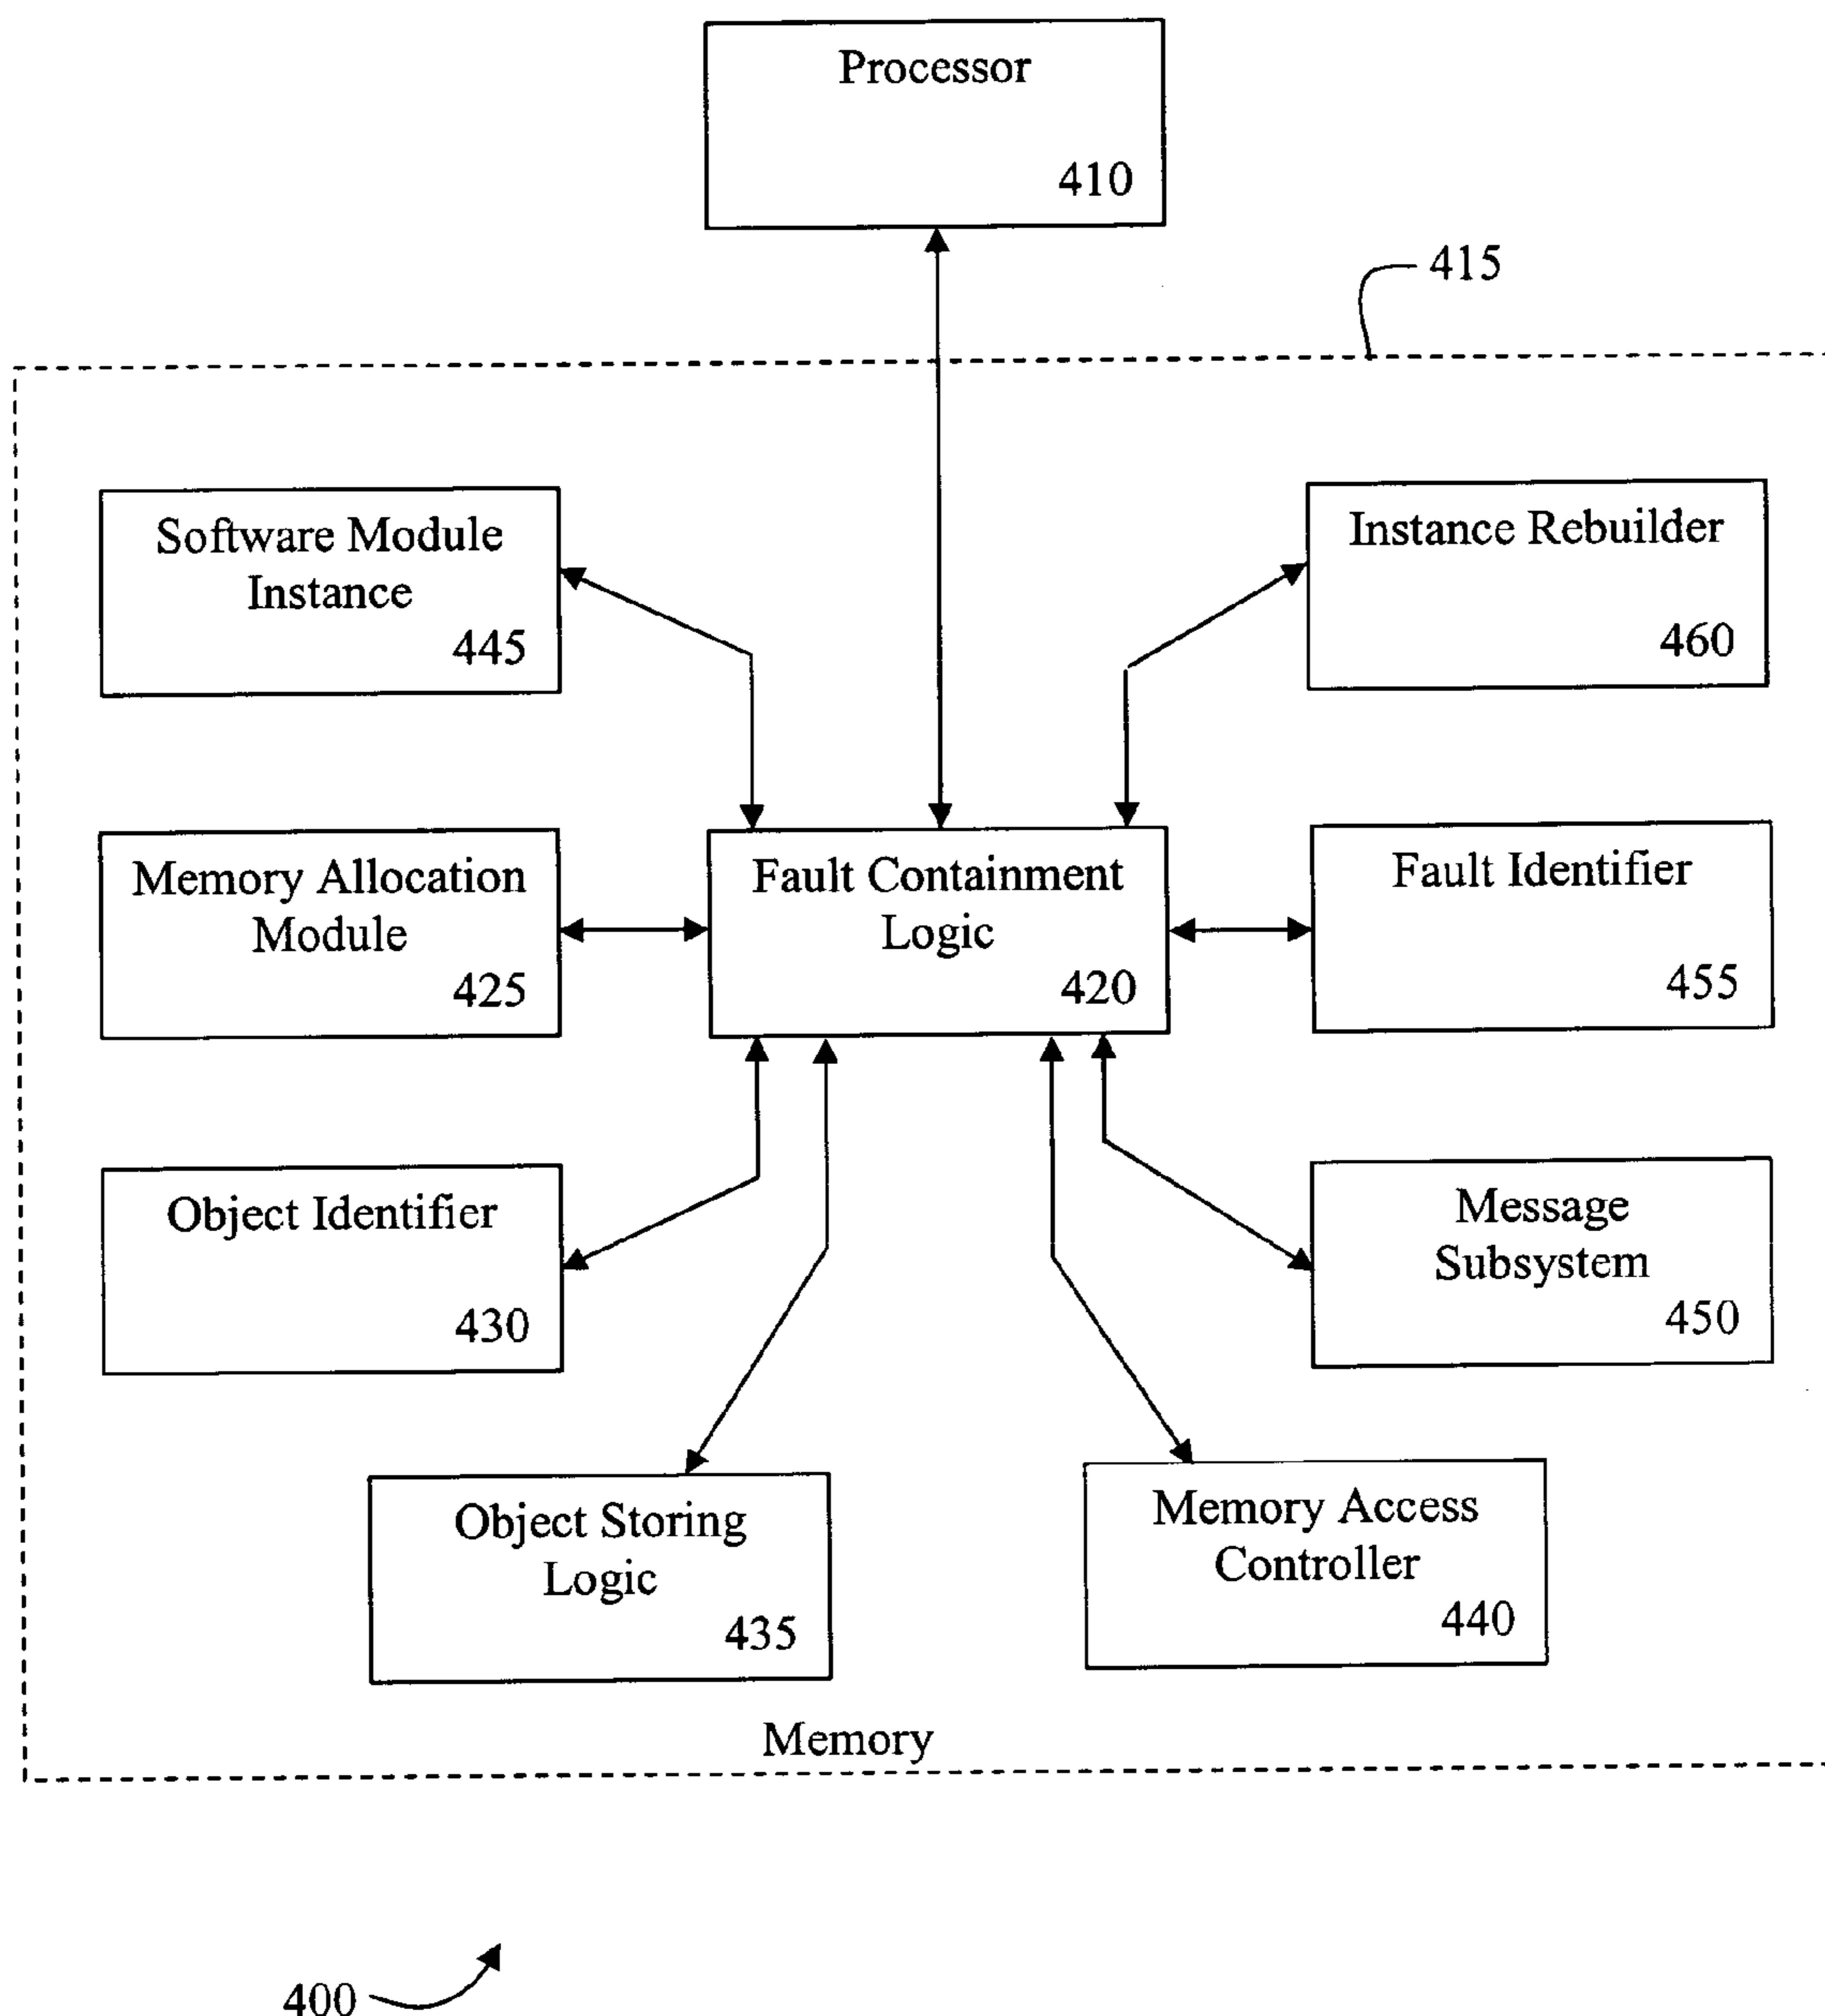 Processor
410
415
Software Module
Instance
445
Instance Rebuilder
460
Memory Allocation
Module
425
Fault Containment
Logic
420
Fault Identifier
455
Object Identifier
430
Message
Subsystem
450
Object Storing
Logic
435
Memory Access
Controller
440
Memory
400